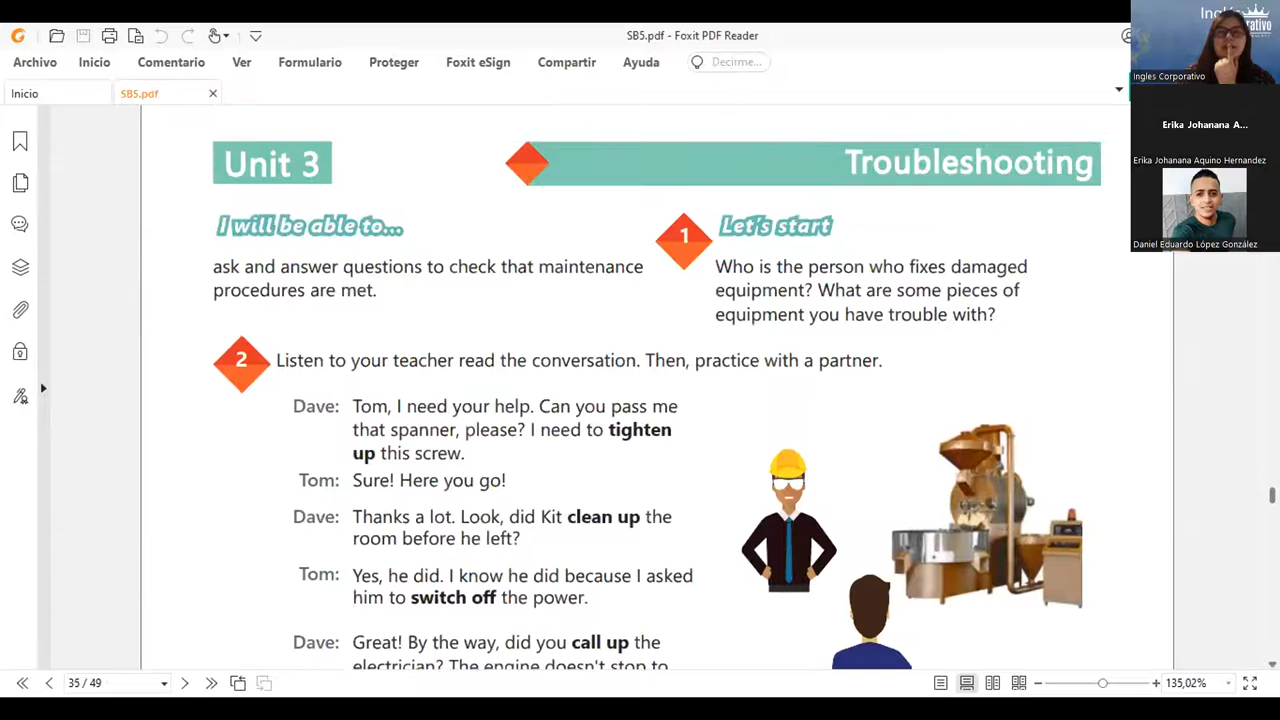 SB5.pdf - Foxit PDF Reader
Archivo Inicio Comentario Ver Formulario Proteger Foxit eSign Compartir Ayuda Decirme...
Inicio SB5.pdf
Ingles Corporativo
Erika Johanana A...
Erika Johanana Aquino Hernandez
Daniel Eduardo López González
Unit 3
Troubleshooting
I will be able to...
ask and answer questions to check that maintenance
procedures are met.
1
Let's start
Who is the person who fixes damaged
equipment? What are some pieces of
equipment you have trouble with?
2
Listen to your teacher read the conversation. Then, practice with a partner.
Dave: Tom, I need your help. Can you pass me
that spanner, please? I need to tighten
up this screw.
Tom: Sure! Here you go!
Dave: Thanks a lot. Look, did Kit clean up the
room before he left?
Tom: Yes, he did. I know he did because I asked
him to switch off the power.
Dave: Great! By the way, did you call up the
electrician? The engine doesn't stop to
35 / 49
135,02%